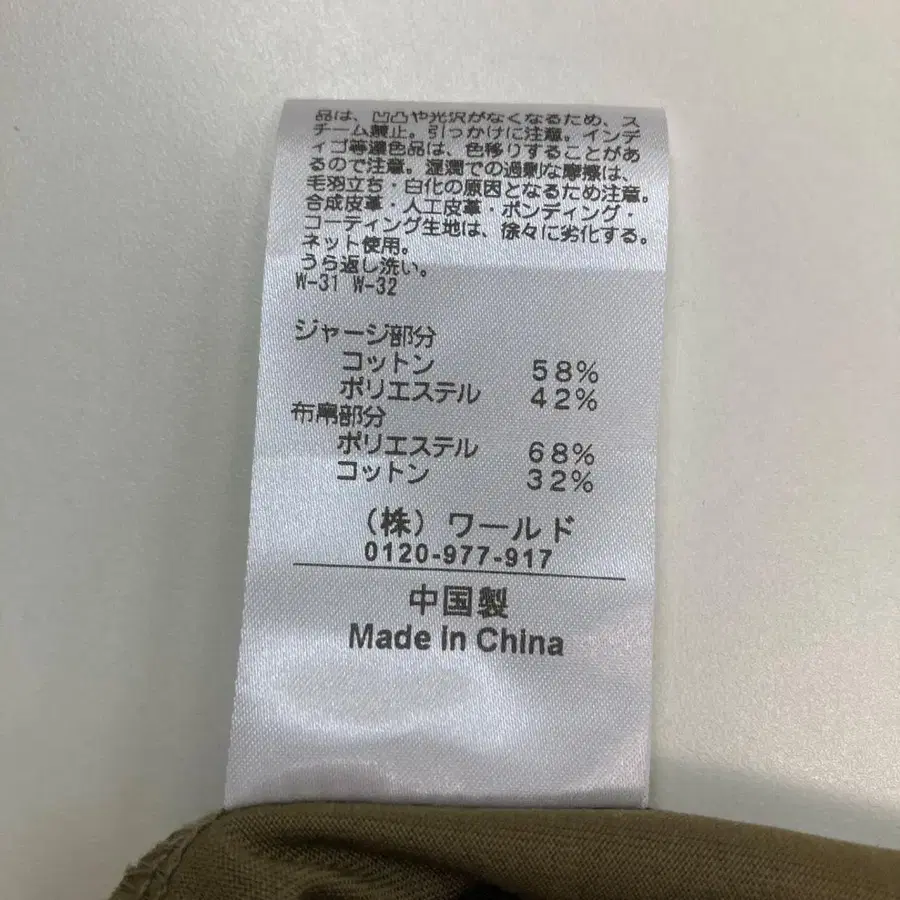 品は、凹凸や光沢がなくなるため、ス
チーム禁止。引っかけに注意。インデ
ィゴ等濃色品は、色移りすることがあ
るので注意。湿潤での過剰な摩擦は、
毛羽立ち・白化の原因となるため注意。
合成皮革・人工皮革・ボンディング・
コーティング生地は、徐々に劣化する。
ネット使用。
うら返し洗い。
W-31 W-32
ジャージ部分
コットン 58%
ポリエステル 42%
布帛部分
ポリエステル 68%
コットン 32%
(株) ワールド
0120-977-917
中国製
Made in China